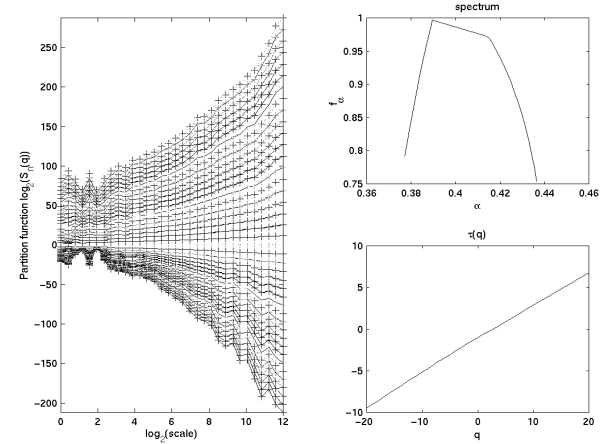 Partition function log₂(Sₙ(q))
250
200
150
100
50
0
−50
−100
−150
−200
0 2 4 6 8 10 12
log₂(scale)
spectrum
f_α
1
0.95
0.9
0.85
0.8
0.75
0.36 0.38 0.4 0.42 0.44 0.46
α
τ(q)
10
5
0
−5
−10
−20 −10 0 10 20
q